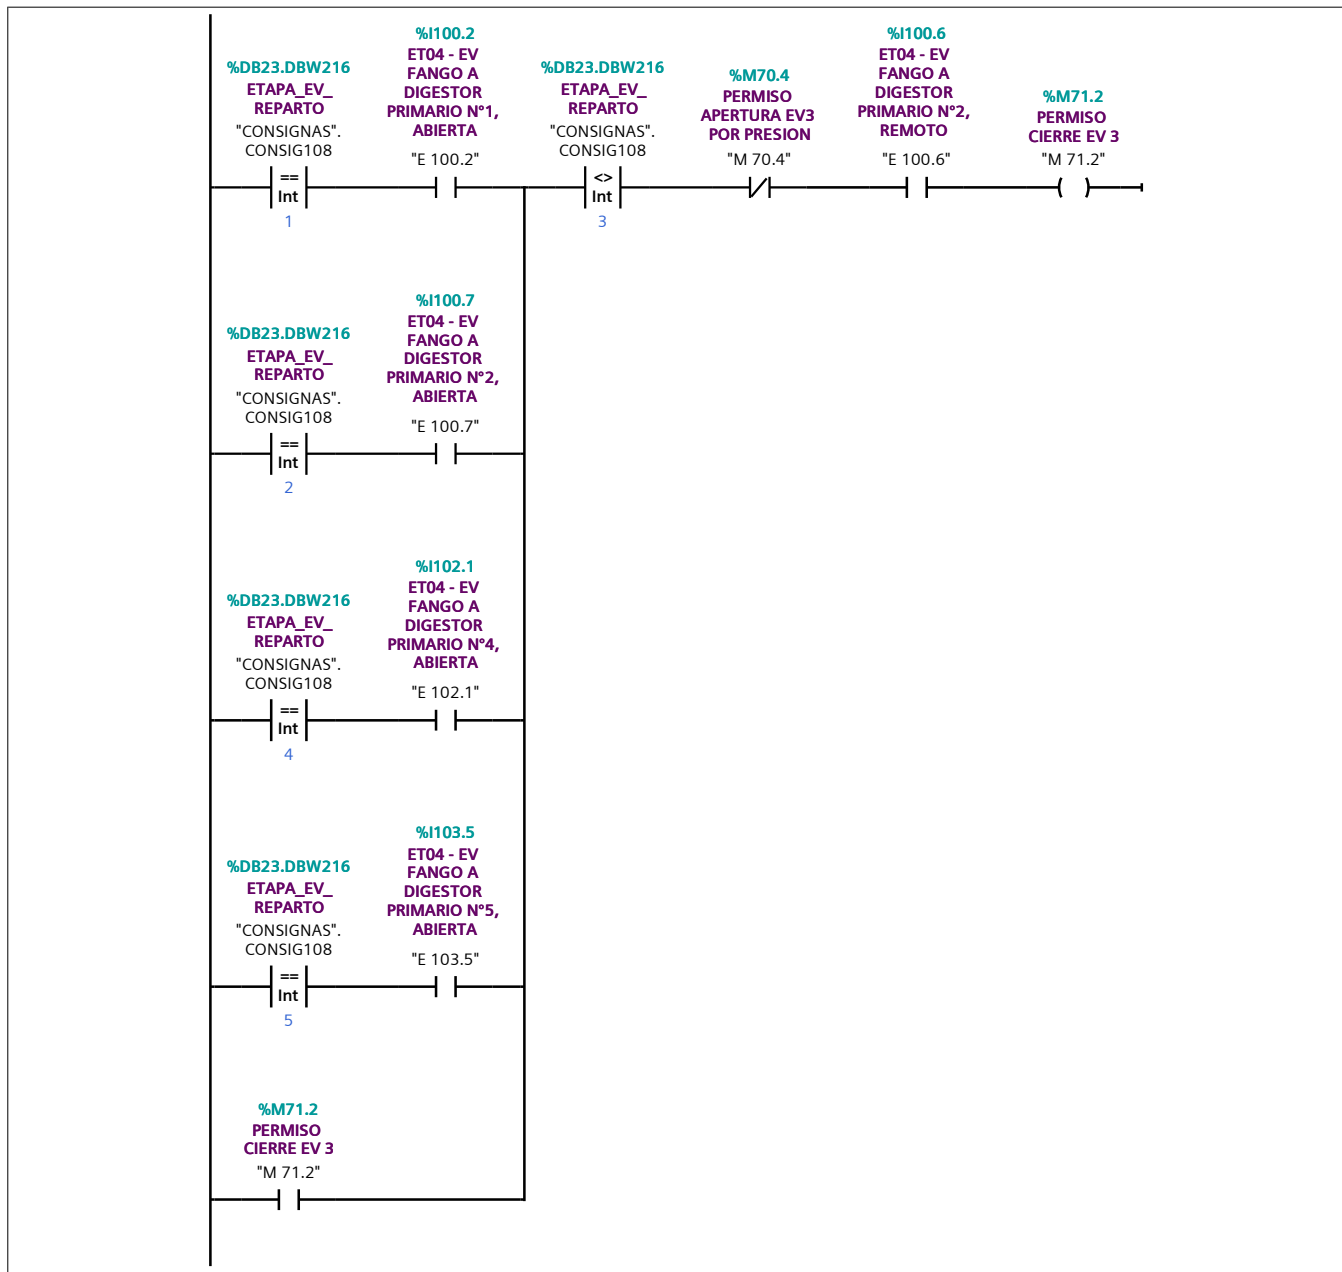 %DB23.DBW216
ETAPA_EV_
REPARTO
"CONSIGNAS".
CONSIG108
==
Int
1
%I100.2
ET04 - EV
FANGO A
DIGESTOR
PRIMARIO Nº1,
ABIERTA
"E 100.2"
%DB23.DBW216
ETAPA_EV_
REPARTO
"CONSIGNAS".
CONSIG108
<>
Int
3
%M70.4
PERMISO
APERTURA EV3
POR PRESION
"M 70.4"
%I100.6
ET04 - EV
FANGO A
DIGESTOR
PRIMARIO Nº2,
REMOTO
"E 100.6"
%M71.2
PERMISO
CIERRE EV 3
"M 71.2"
%DB23.DBW216
ETAPA_EV_
REPARTO
"CONSIGNAS".
CONSIG108
==
Int
2
%I100.7
ET04 - EV
FANGO A
DIGESTOR
PRIMARIO Nº2,
ABIERTA
"E 100.7"
%DB23.DBW216
ETAPA_EV_
REPARTO
"CONSIGNAS".
CONSIG108
==
Int
4
%I102.1
ET04 - EV
FANGO A
DIGESTOR
PRIMARIO Nº4,
ABIERTA
"E 102.1"
%DB23.DBW216
ETAPA_EV_
REPARTO
"CONSIGNAS".
CONSIG108
==
Int
5
%I103.5
ET04 - EV
FANGO A
DIGESTOR
PRIMARIO Nº5,
ABIERTA
"E 103.5"
%M71.2
PERMISO
CIERRE EV 3
"M 71.2"